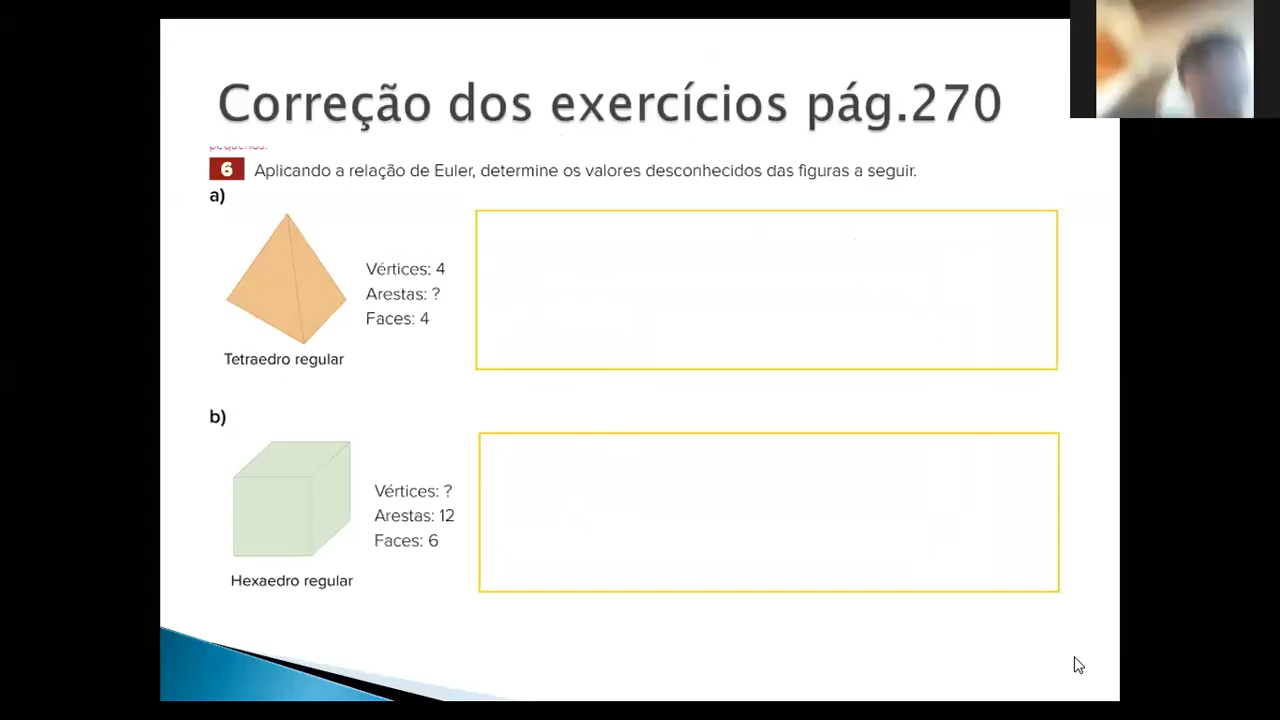 Correção dos exercícios pág.270
pequenos.
6 Aplicando a relação de Euler, determine os valores desconhecidos das figuras a seguir.
a)
Vértices: 4
Arestas: ?
Faces: 4
Tetraedro regular
b)
Vértices: ?
Arestas: 12
Faces: 6
Hexaedro regular